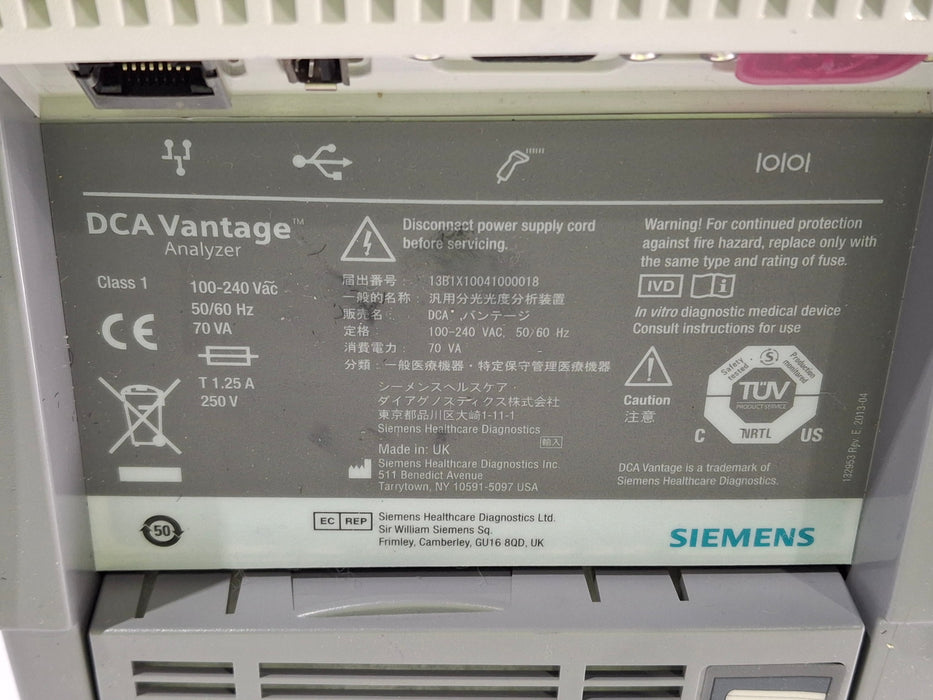 DCA Vantage™
Analyzer
Class 1
100-240 Vac
50/60 Hz
70 VA
CE
T 1.25 A
250 V
Disconnect power supply cord
before servicing.
届出番号: 13B1X10041000018
一般的名称: 汎用分光光度分析装置
販売名: DCA バンテージ
定格: 100-240 VAC, 50/60 Hz
消費電力: 70 VA
分類: 一般医療機器・特定保守管理医療機器
シーメンスヘルスケア・
ダイアグノスティクス株式会社
東京都品川区大崎1-11-1
Siemens Healthcare Diagnostics
輸入
Made in: UK
Siemens Healthcare Diagnostics Inc.
511 Benedict Avenue
Tarrytown, NY 10591-5097 USA
Warning! For continued protection
against fire hazard, replace only with
the same type and rating of fuse.
IVD
In vitro diagnostic medical device
Consult instructions for use
Caution
注意
Safety tested
S
Production monitored
TÜV
PRODUCT SERVICE
NRTL
C US
DCA Vantage is a trademark of
Siemens Healthcare Diagnostics.
132953 Rev. E, 2013-04
50
EC REP
Siemens Healthcare Diagnostics Ltd.
Sir William Siemens Sq.
Frimley, Camberley, GU16 8QD, UK
SIEMENS